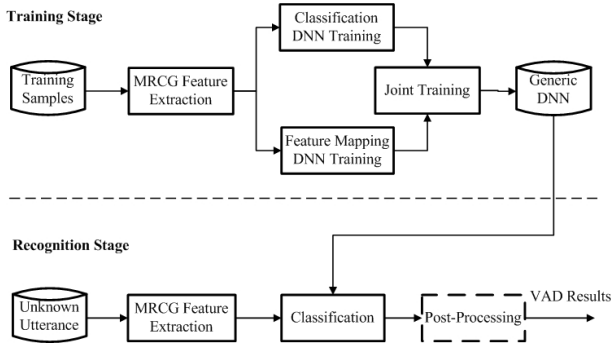 Training Stage
Classification
DNN Training
Training
Samples
MRCG Feature
Extraction
Joint Training
Generic
DNN
Feature Mapping
DNN Training
Recognition Stage
Unknown
Utterance
MRCG Feature
Extraction
Classification
Post-Processing
VAD Results